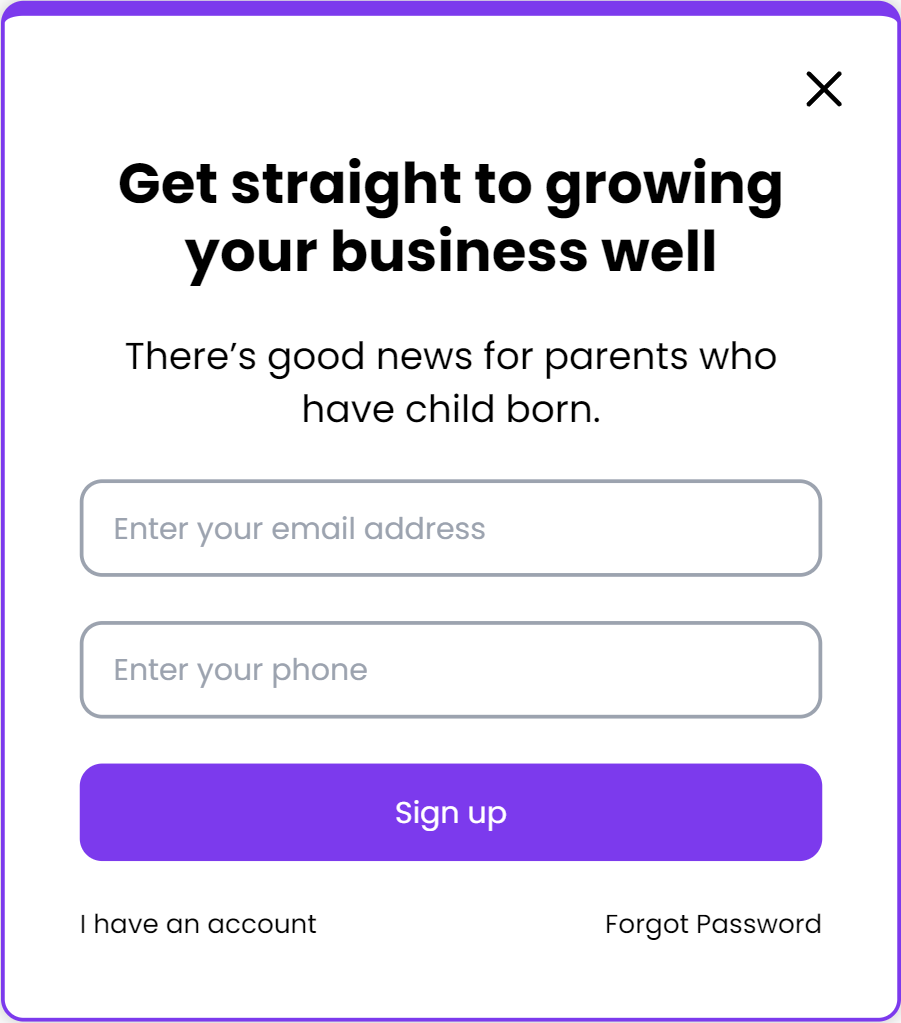 Get straight to growing
your business well
There’s good news for parents who
have child born.
Enter your email address
Enter your phone
Sign up
I have an account
Forgot Password